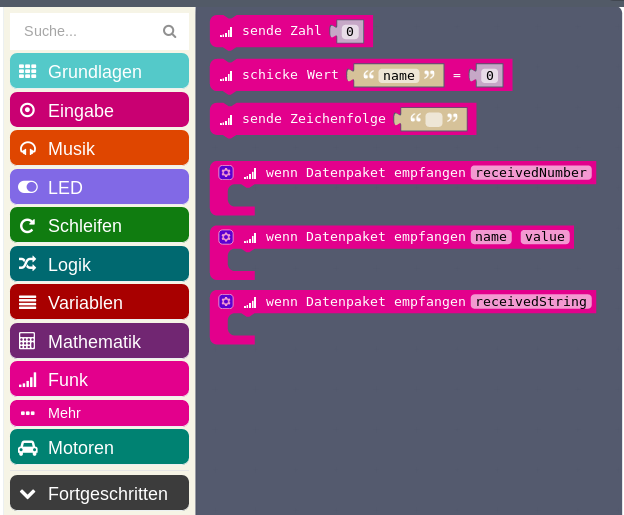 Suche...
Grundlagen
Eingabe
Musik
LED
Schleifen
Logik
Variablen
Mathematik
Funk
Mehr
Motoren
Fortgeschritten
sende Zahl 0
schicke Wert “ name ” = 0
sende Zeichenfolge “ ”
wenn Datenpaket empfangen receivedNumber
wenn Datenpaket empfangen name value
wenn Datenpaket empfangen receivedString